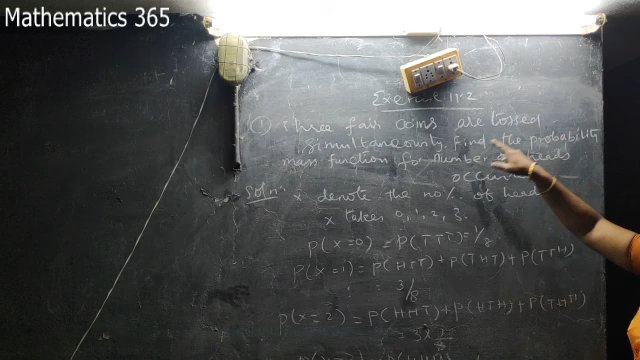 Mathematics 365
Exercise 11.2
① Three fair coins are tossed
simultaneously. Find the probability
mass function for number of heads
Soln: x denote the no/. of head
x takes 0, 1, 2, 3.
P(x=0) = P(TTT) = 1/8
P(x=1) = P(HTT) + P(THT) + P(TTH)
= 3/8
P(x=2) = P(HHT) + P(HTH) + P(THH)